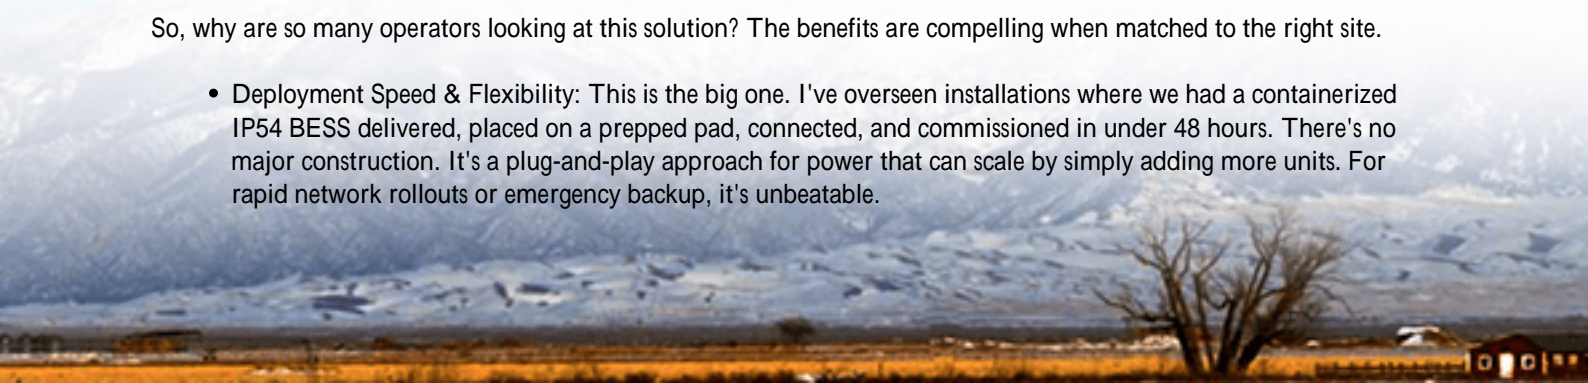 So, why are so many operators looking at this solution? The benefits are compelling when matched to the right site.
• Deployment Speed & Flexibility: This is the big one. I've overseen installations where we had a containerized
IP54 BESS delivered, placed on a prepped pad, connected, and commissioned in under 48 hours. There's no
major construction. It's a plug-and-play approach for power that can scale by simply adding more units. For
rapid network rollouts or emergency backup, it's unbeatable.